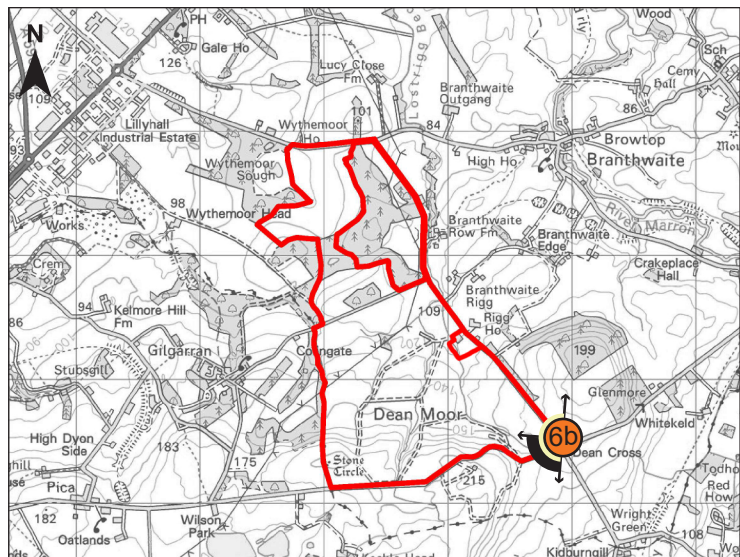 PH
Wood
N
Gale Ho
Sch
126
Lucy Close
Fm
Cemy
Hall
Lostrigg Be
Branthwaite
Outgang
86
109
101
84
Lillyhall
Industrial Estate
Wythemoor
Ho
Browtop
93
High Ho
Branthwaite
Wythemoor
Sough
98
Wythemoor Head
River Marron
Works
Branthwaite
Row Fm
Branthwaite
Edge
Crakeplace
Hall
Crem
Branthwaite
Rigg
94
109
Kelmore Hill
Fm
Rigg
Ho
86
207
199
Gilgarran
Colingate
Stubsgill
Glenmore
Dean Moor
Whitekeld
High Dyon
Side
6b
183
Dean Cross
Stone
Circle
175
215
Pica
Red
How
182
Wilson
Park
Wright
Green
108
Oatlands
Kidburngill